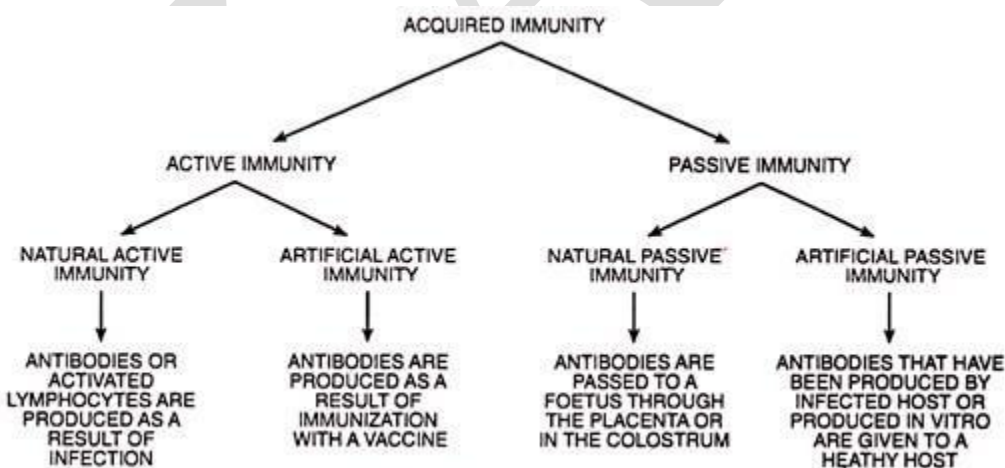 ACQUIRED IMMUNITY
ACTIVE IMMUNITY
PASSIVE IMMUNITY
NATURAL ACTIVE
IMMUNITY
ARTIFICIAL ACTIVE
IMMUNITY
NATURAL PASSIVE
IMMUNITY
ARTIFICIAL PASSIVE
IMMUNITY
ANTIBODIES OR
ACTIVATED
LYMPHOCYTES ARE
PRODUCED AS A
RESULT OF
INFECTION
ANTIBODIES ARE
PRODUCED AS A
RESULT OF
IMMUNIZATION
WITH A VACCINE
ANTIBODIES ARE
PASSED TO A
FOETUS THROUGH
THE PLACENTA OR
IN THE COLOSTRUM
ANTIBODIES THAT HAVE
BEEN PRODUCED BY
INFECTED HOST OR
PRODUCED IN VITRO
ARE GIVEN TO A
HEATHY HOST